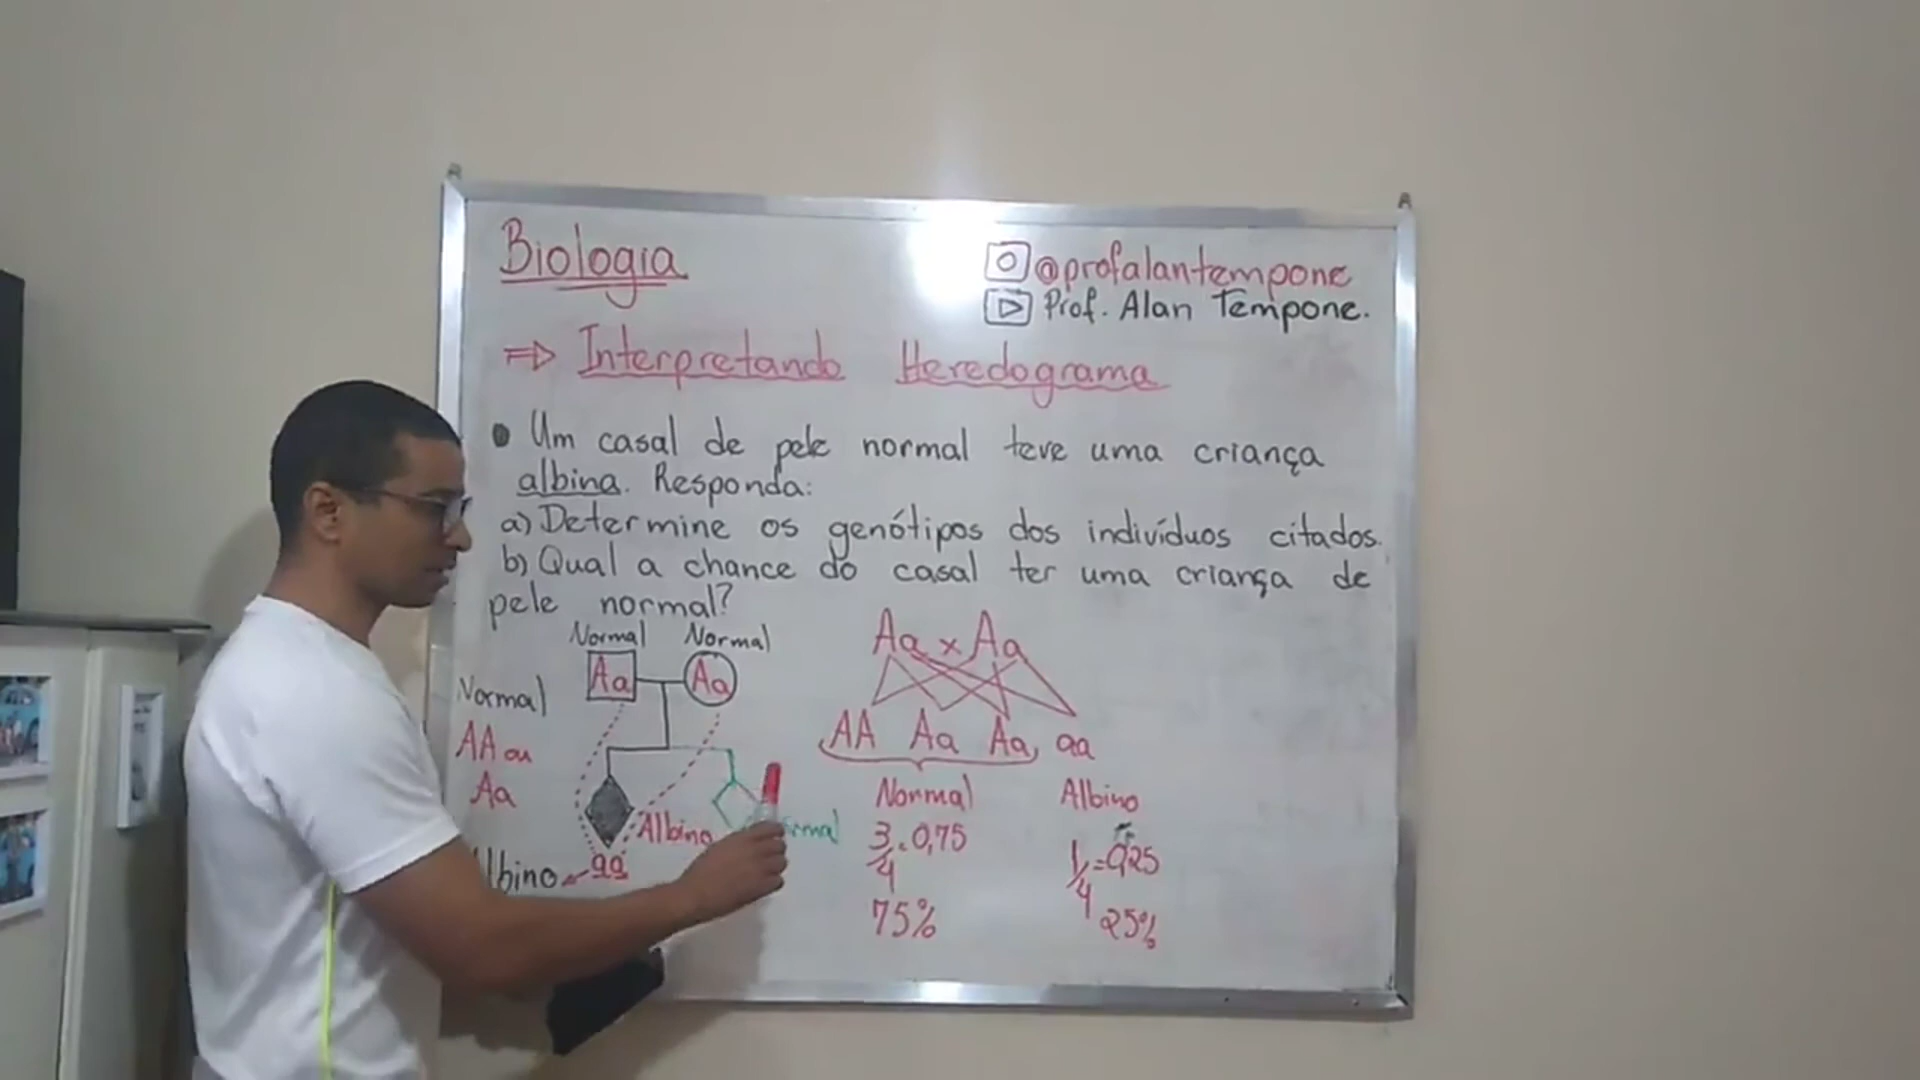 Biologia
@profalantempone
Prof. Alan Tempone.
⇒ Interpretando Heredograma
• Um casal de pele normal teve uma criança
albina. Responda:
a) Determine os genótipos dos indivíduos citados.
b) Qual a chance do casal ter uma criança de
pele normal?
Normal Normal
Aa Aa
Normal
AA ou
Aa
Albino
aa
Aa x Aa
AA Aa Aa, aa
Normal Albino
3/4 = 0,75
75%
1/4 = 0,25
25%